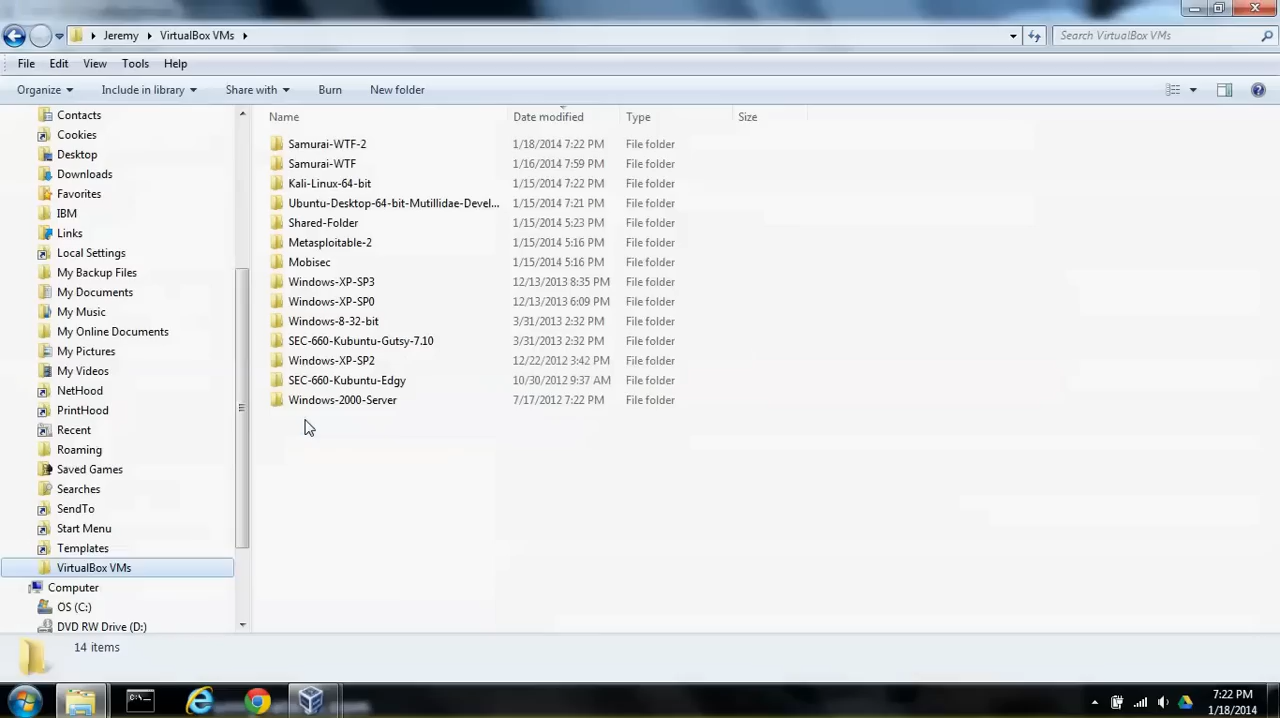 Jeremy VirtualBox VMs Search VirtualBox VMs
File Edit View Tools Help
Organize Include in library Share with Burn New folder
Name Date modified Type Size
Contacts
Cookies
Desktop
Downloads
Favorites
IBM
Links
Local Settings
My Backup Files
My Documents
My Music
My Online Documents
My Pictures
My Videos
NetHood
PrintHood
Recent
Roaming
Saved Games
Searches
SendTo
Start Menu
Templates
VirtualBox VMs
Computer
OS (C:)
DVD RW Drive (D:)
Samurai-WTF-2 1/18/2014 7:22 PM File folder
Samurai-WTF 1/16/2014 7:59 PM File folder
Kali-Linux-64-bit 1/15/2014 7:22 PM File folder
Ubuntu-Desktop-64-bit-Mutillidae-Devel... 1/15/2014 7:21 PM File folder
Shared-Folder 1/15/2014 5:23 PM File folder
Metasploitable-2 1/15/2014 5:16 PM File folder
Mobisec 1/15/2014 5:16 PM File folder
Windows-XP-SP3 12/13/2013 8:35 PM File folder
Windows-XP-SP0 12/13/2013 6:09 PM File folder
Windows-8-32-bit 3/31/2013 2:32 PM File folder
SEC-660-Kubuntu-Gutsy-7.10 3/31/2013 2:32 PM File folder
Windows-XP-SP2 12/22/2012 3:42 PM File folder
SEC-660-Kubuntu-Edgy 10/30/2012 9:37 AM File folder
Windows-2000-Server 7/17/2012 7:22 PM File folder
14 items
7:22 PM
1/18/2014